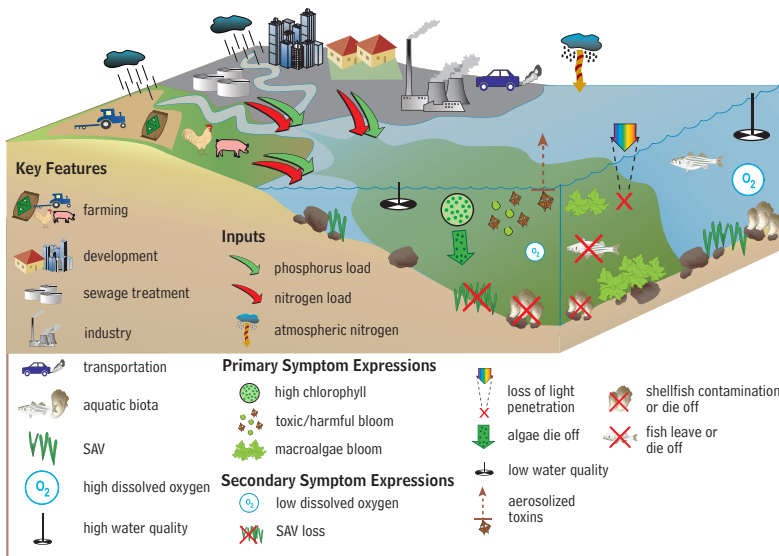 O₂
O₂
Key Features
farming
development
sewage treatment
industry
transportation
aquatic biota
SAV
O₂
high dissolved oxygen
high water quality
Inputs
phosphorus load
nitrogen load
atmospheric nitrogen
Primary Symptom Expressions
high chlorophyll
toxic/harmful bloom
macroalgae bloom
Secondary Symptom Expressions
O₂
low dissolved oxygen
SAV loss
loss of light
penetration
algae die off
low water quality
aerosolized
toxins
shellfish contamination
or die off
fish leave or
die off